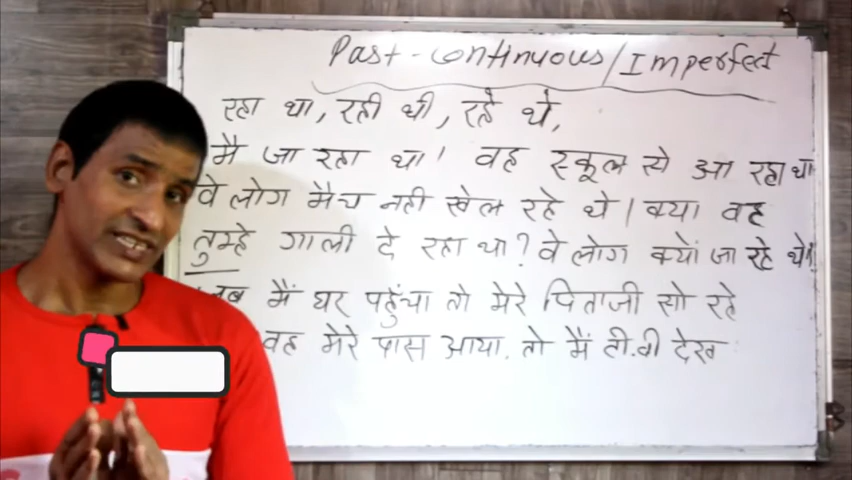 Past-Continuous/Imperfect
रहा था, रही थी, रहे थे,
मै जा रहा था। वह स्कूल से आ रहा था
वे लोग मैच नही खेल रहे थे। क्या वह
तुम्हे गाली दे रहा था? वे लोग क्यों जा रहे थे।
मैं घर पहुँचा तो मेरे पिताजी सो रहे
वह मेरे पास आया. तो मैं टी.वी देख